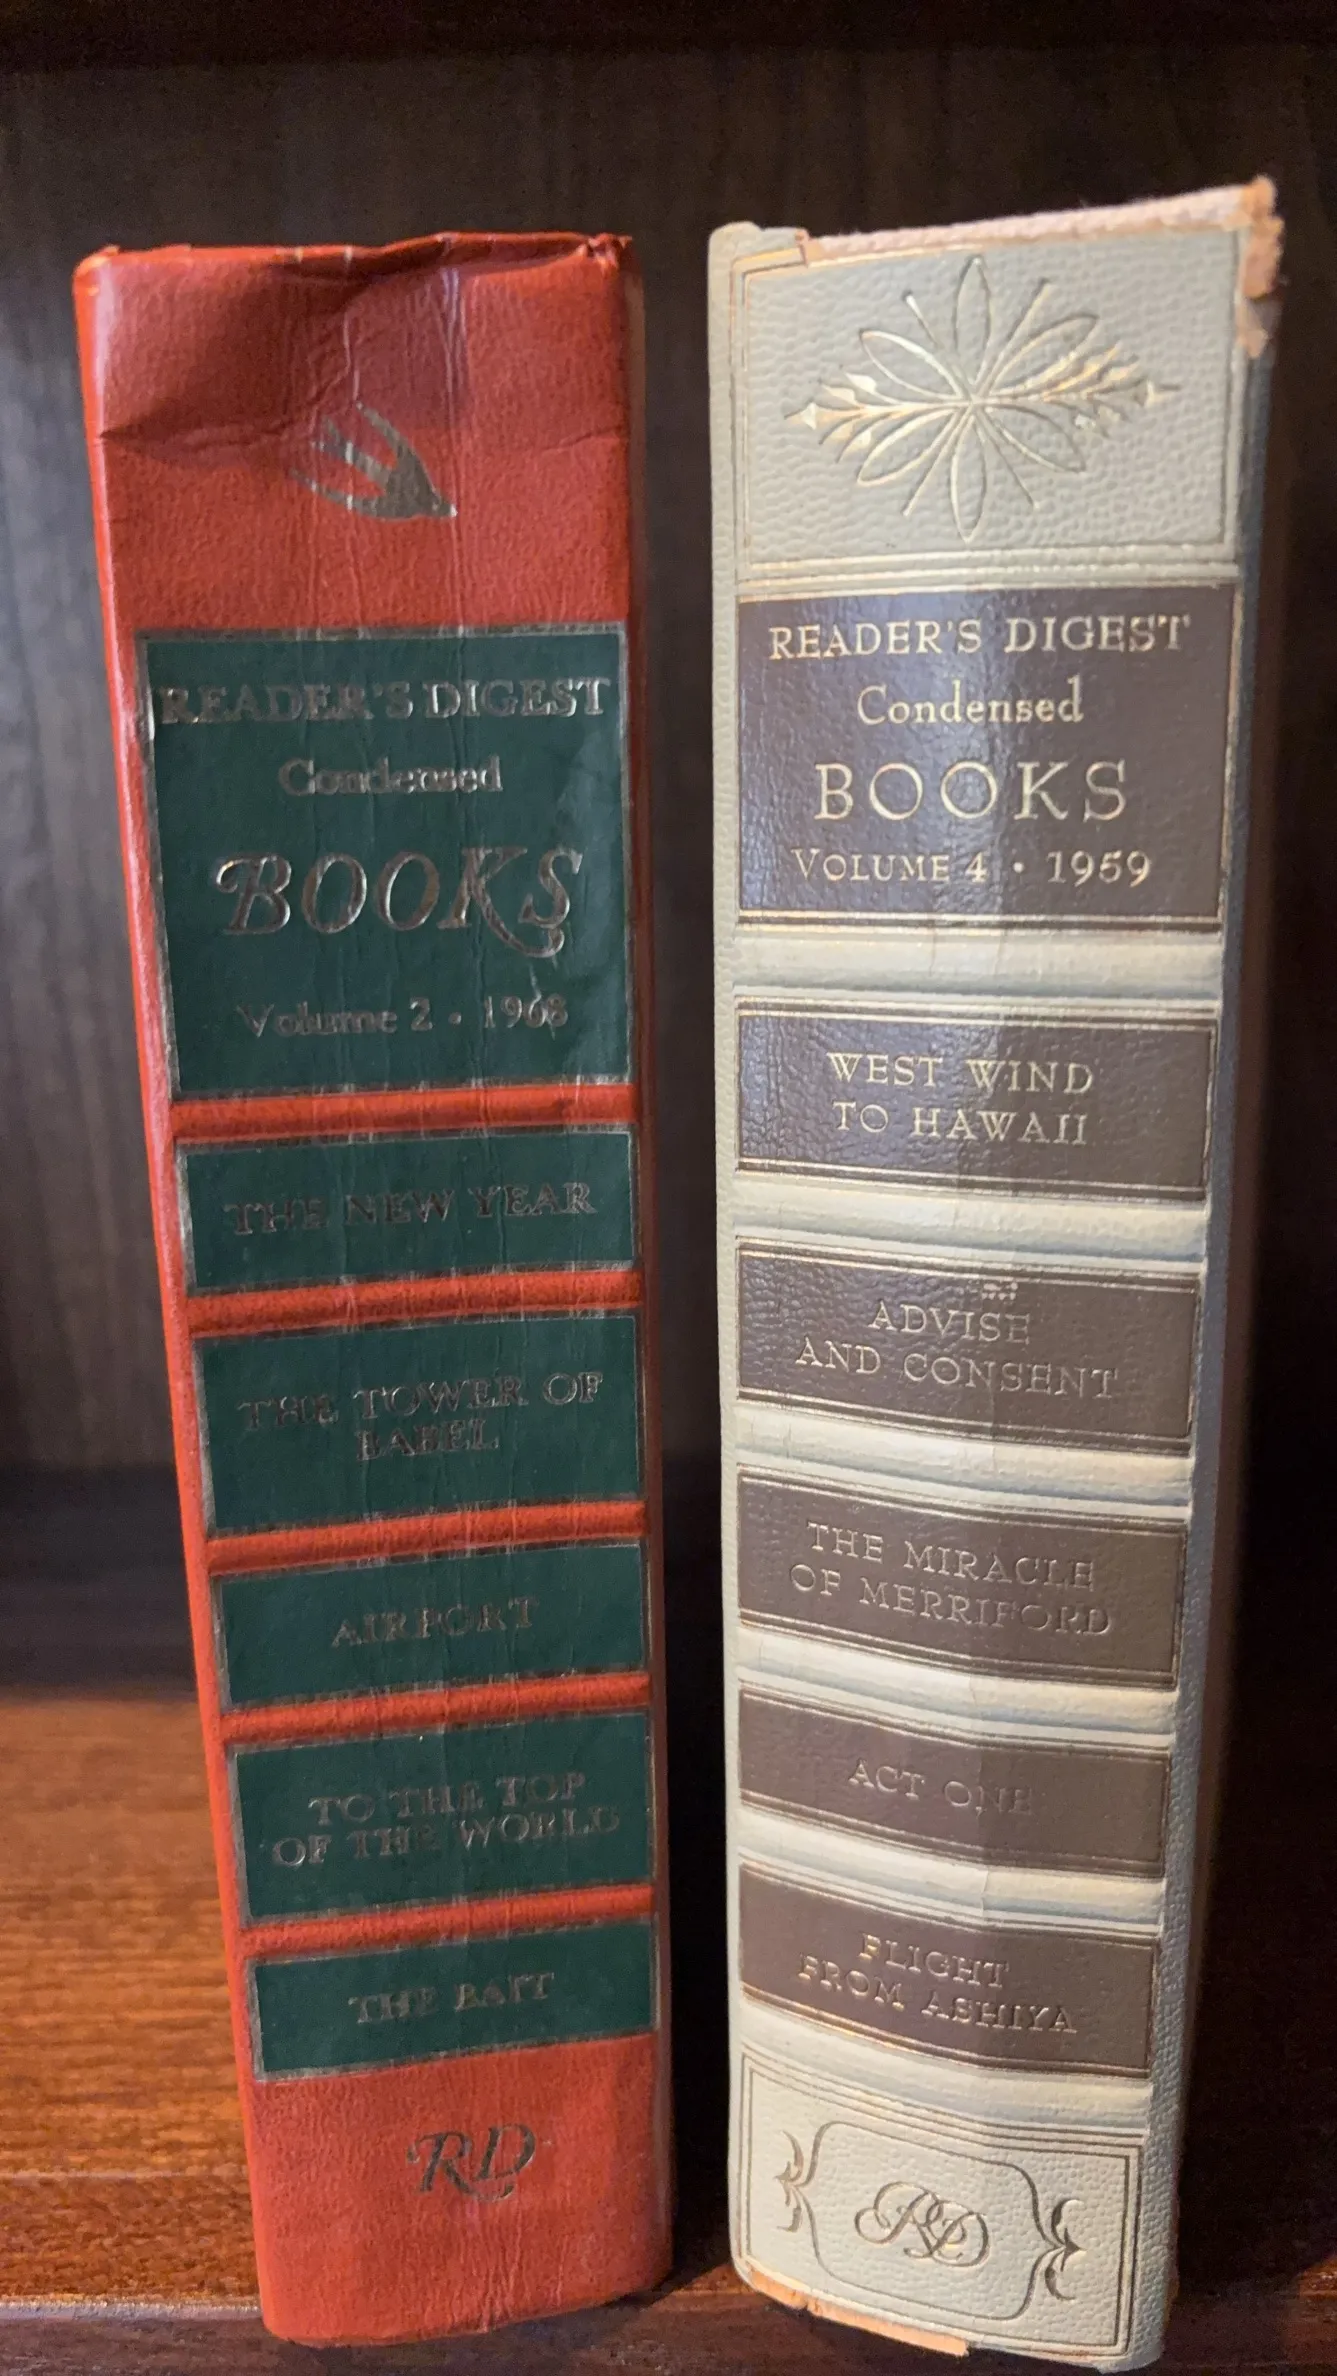 READER'S DIGEST
Condensed
BOOKS
Volume 2 • 1968
THE NEW YEAR
THE TOWER OF
BABEL
AIRPORT
TO THE TOP
OF THE WORLD
THE BAIT
RD
READER'S DIGEST
Condensed
BOOKS
VOLUME 4 • 1959
WEST WIND
TO HAWAII
ADVISE
AND CONSENT
THE MIRACLE
OF MERRIFORD
ACT ONE
FLIGHT
FROM ASHIYA
RD